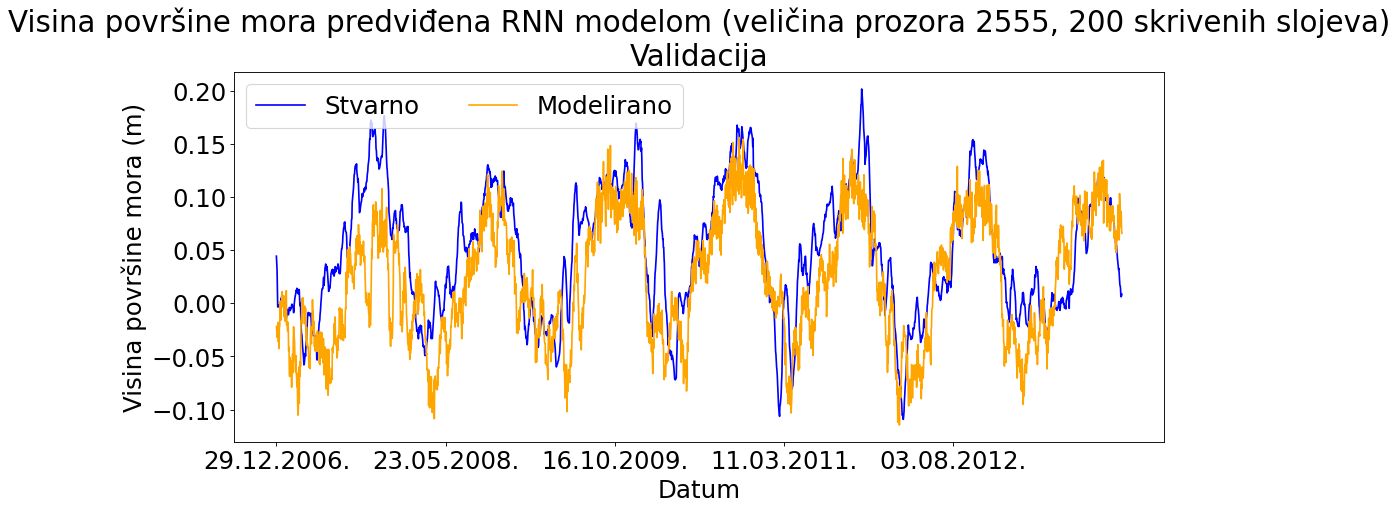 Visina površine mora predviđena RNN modelom (veličina prozora 2555, 200 skrivenih slojeva)
Validacija
Stvarno Modelirano
Visina površine mora (m)
0.20
0.15
0.10
0.05
0.00
−0.05
−0.10
29.12.2006. 23.05.2008. 16.10.2009. 11.03.2011. 03.08.2012.
Datum